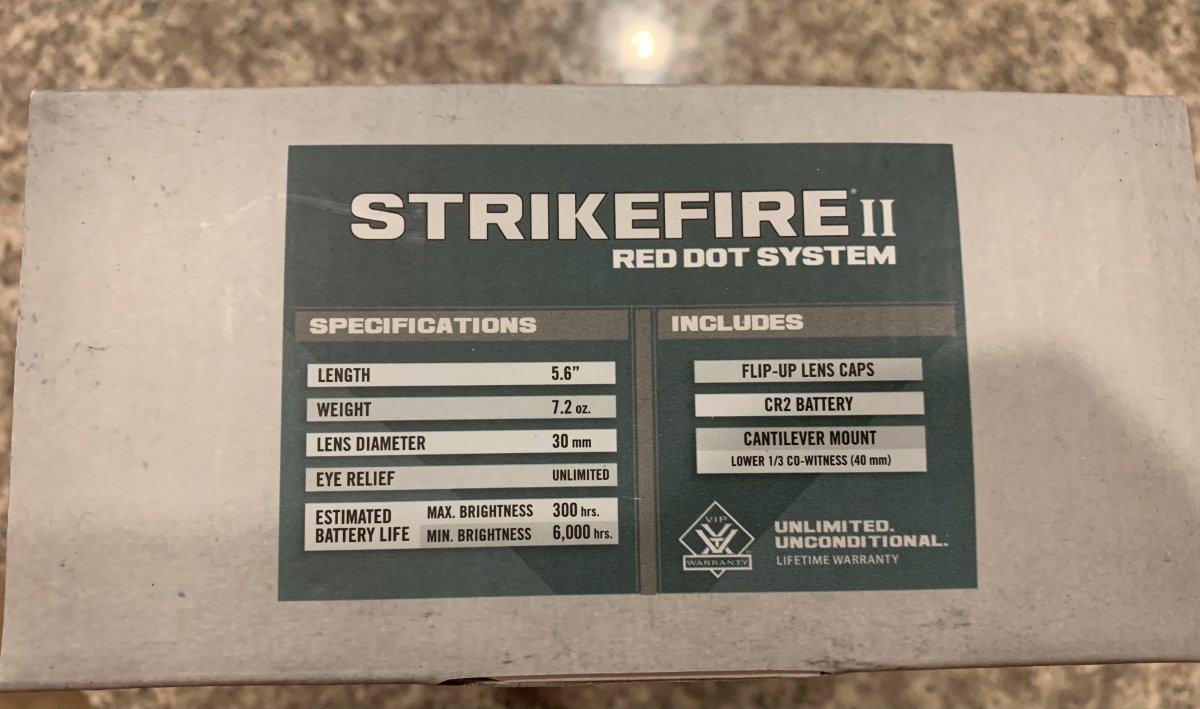 STRIKEFIRE® II
RED DOT SYSTEM
SPECIFICATIONS
LENGTH 5.6”
WEIGHT 7.2 oz.
LENS DIAMETER 30 mm
EYE RELIEF UNLIMITED
ESTIMATED BATTERY LIFE
MAX. BRIGHTNESS 300 hrs.
MIN. BRIGHTNESS 6,000 hrs.
INCLUDES
FLIP-UP LENS CAPS
CR2 BATTERY
CANTILEVER MOUNT
LOWER 1/3 CO-WITNESS (40 mm)
VIP
WARRANTY
UNLIMITED.
UNCONDITIONAL.
LIFETIME WARRANTY